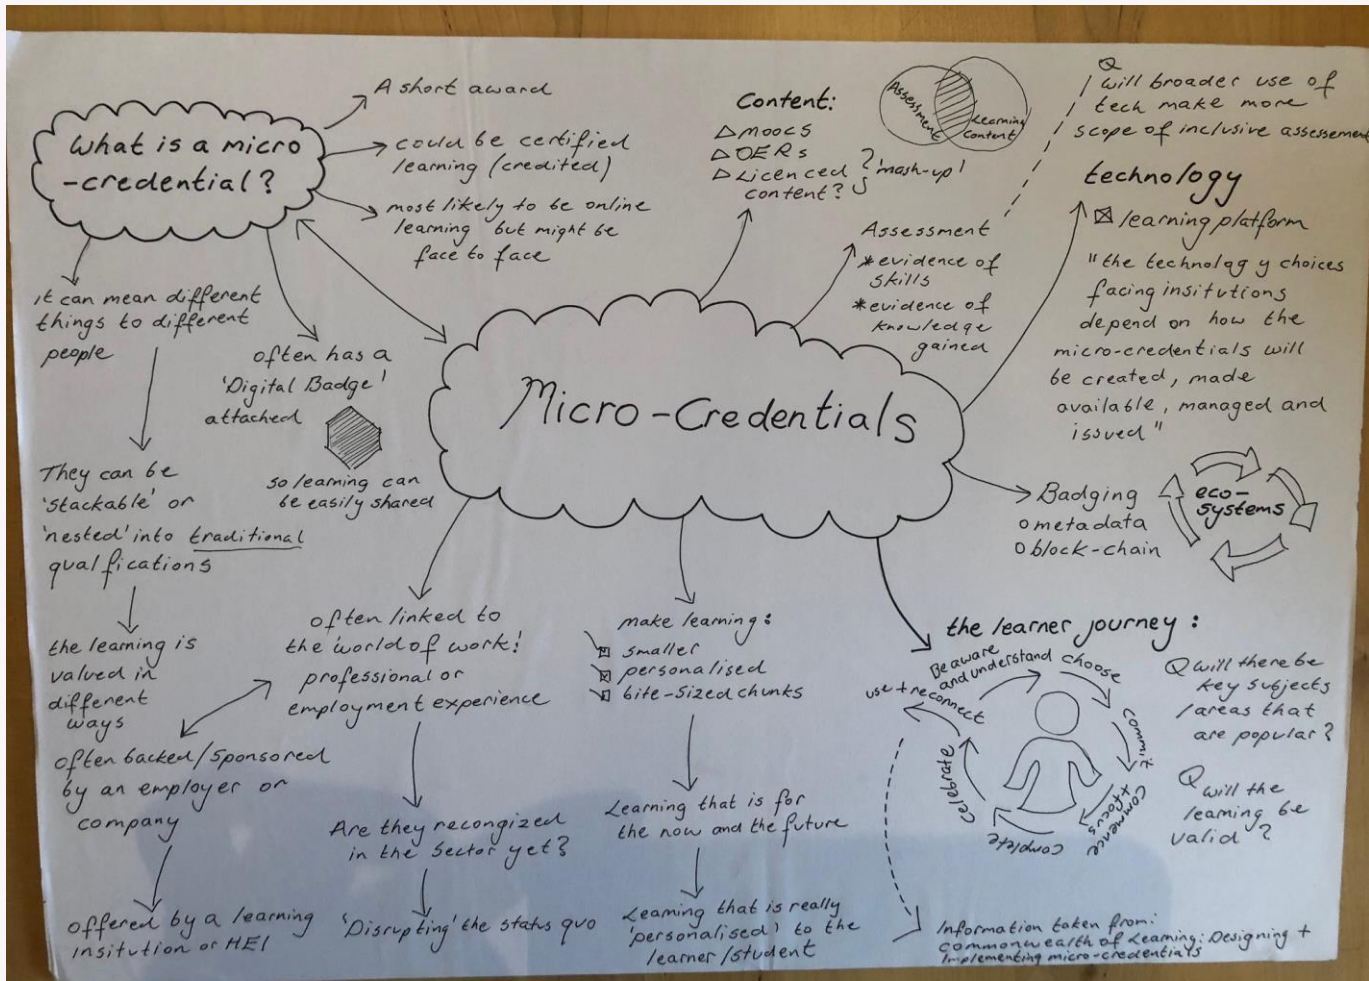 What is a micro
-credential?
A short award
could be certified
learning (credited)
most likely to be online
learning but might be
face to face
it can mean different
things to different
people
often has a
'Digital Badge'
attached
so learning can
be easily shared
They can be
'stackable' or
'nested' into traditional
qualfications
the learning is
valued in
different
ways
often backed/sponsored
by an employer or
company
offered by a learning
insitution or HEI
Micro-Credentials
Content:
MOOCS
OERs
Licenced
content?
? 'mash-up'
Assessment
Learning
Content
Assessment
*evidence of
skills
*evidence of
knowledge
gained
Q
will broader use of
tech make more
scope of inclusive assessement
technology
learning platform
"the technology choices
facing insitutions
depend on how the
micro-credentials will
be created, made
available, managed and
issued"
Badging
o metadata
o block-chain
eco-
systems
often linked to
the 'world of work'
professional or
employment experience
Are they recongized
in the sector yet?
'Disrupting' the status quo
make learning:
smaller
personalised
bite-sized chunks
Learning that is for
the now and the future
Learning that is really
'personalised' to the
learner/student
the learner journey:
Be aware
and understand
choose
commit
commence
+ focus
complete
celebrate
use + reconnect
Q will there be
key subjects
/areas that
are popular?
Q will the
learning be
valid?
Information taken from:
commonwealth of Learning: Designing +
Implementing micro-credentials